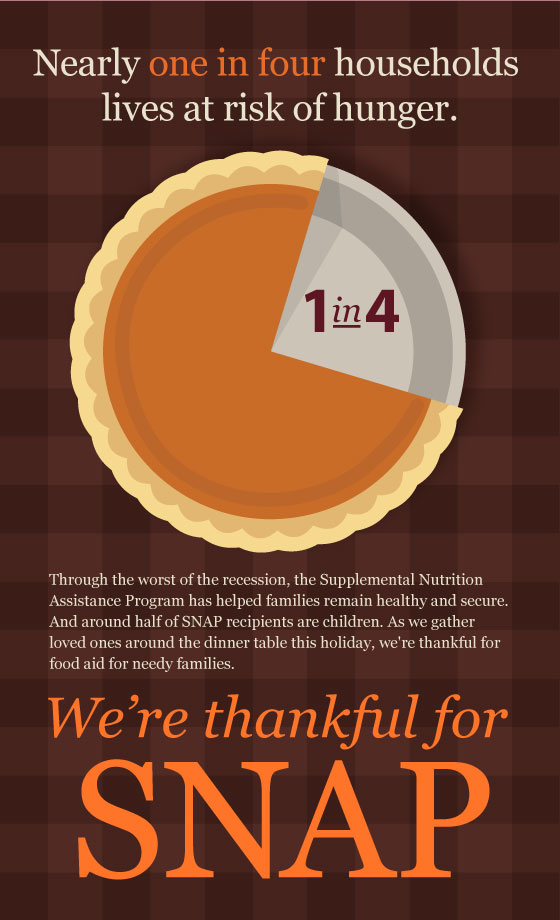 Nearly one in four households
lives at risk of hunger.
1 in 4
Through the worst of the recession, the Supplemental Nutrition
Assistance Program has helped families remain healthy and secure.
And around half of SNAP recipients are children. As we gather
loved ones around the dinner table this holiday, we're thankful for
food aid for needy families.
We’re thankful for
SNAP